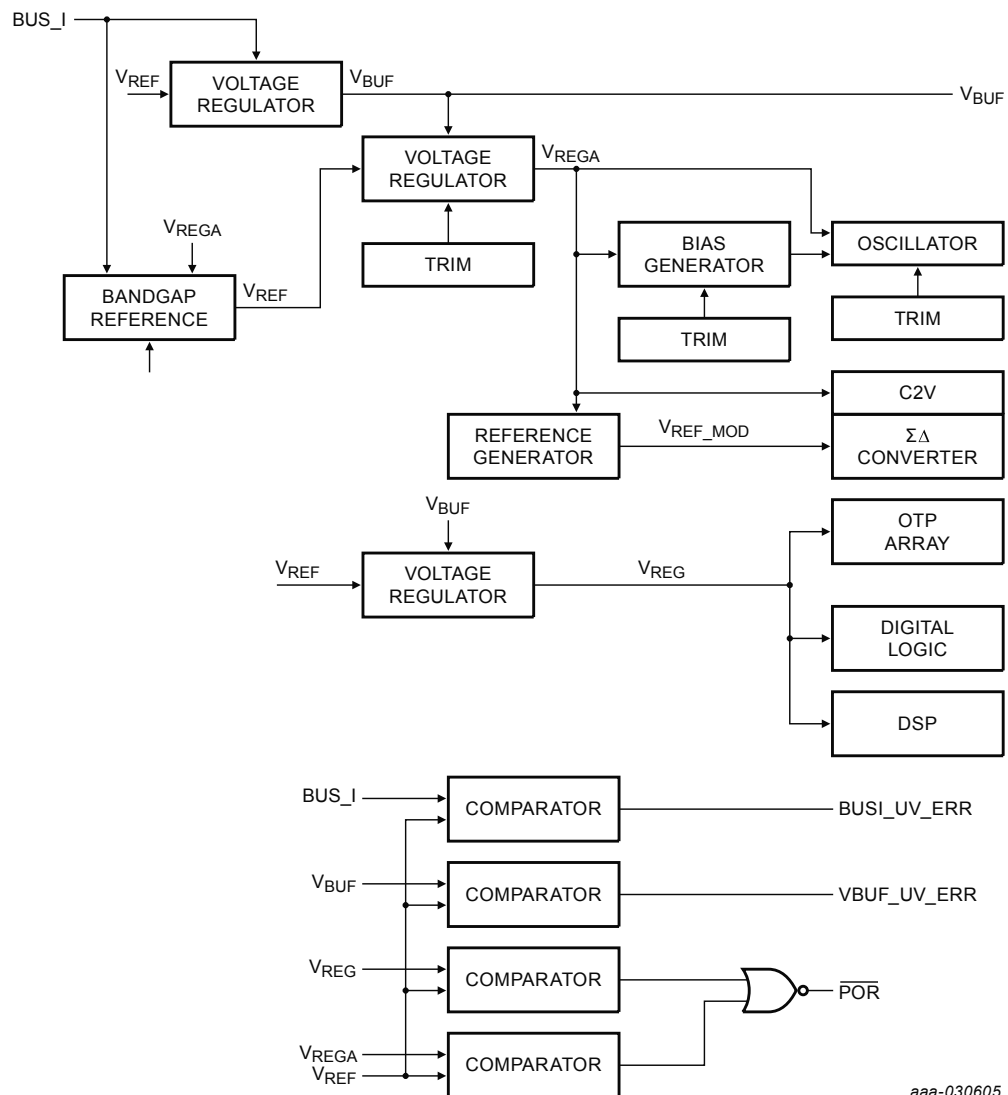 BUS_I
VREF
VOLTAGE
REGULATOR
VBUF
VBUF
VOLTAGE
REGULATOR
VREGA
VREGA
TRIM
BIAS
GENERATOR
OSCILLATOR
BANDGAP
REFERENCE
VREF
TRIM
TRIM
C2V
REFERENCE
GENERATOR
VREF_MOD
ΣΔ
CONVERTER
VBUF
OTP
ARRAY
VREF
VOLTAGE
REGULATOR
VREG
DIGITAL
LOGIC
DSP
BUS_I
COMPARATOR
BUSI_UV_ERR
VBUF
COMPARATOR
VBUF_UV_ERR
VREG
COMPARATOR
POR
VREGA
VREF
COMPARATOR
aaa-030605